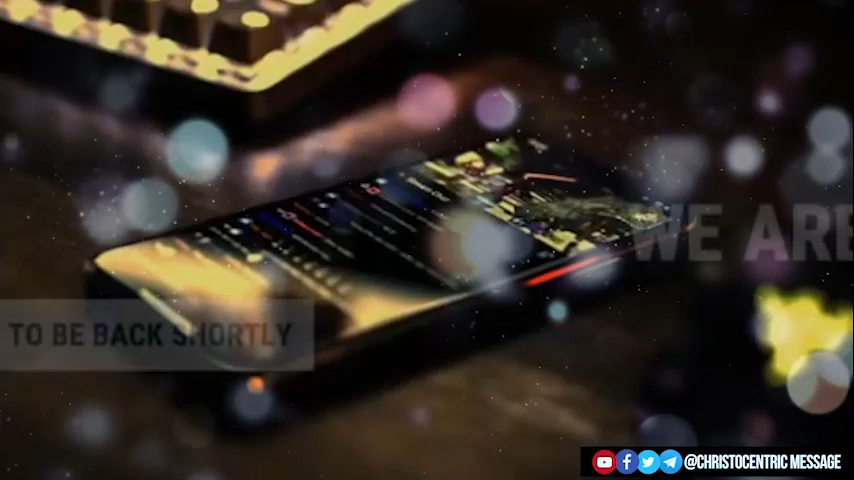 WE ARE
TO BE BACK SHORTLY
@CHRISTOCENTRIC MESSAGE